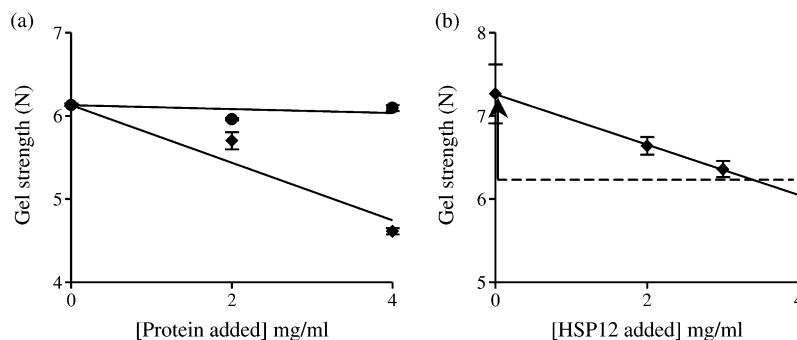 (a)
7
6
5
4
Gel strength (N)
0 2 4
[Protein added] mg/ml
(b)
8
7
6
5
Gel strength (N)
0 2 4
[HSP12 added] mg/ml